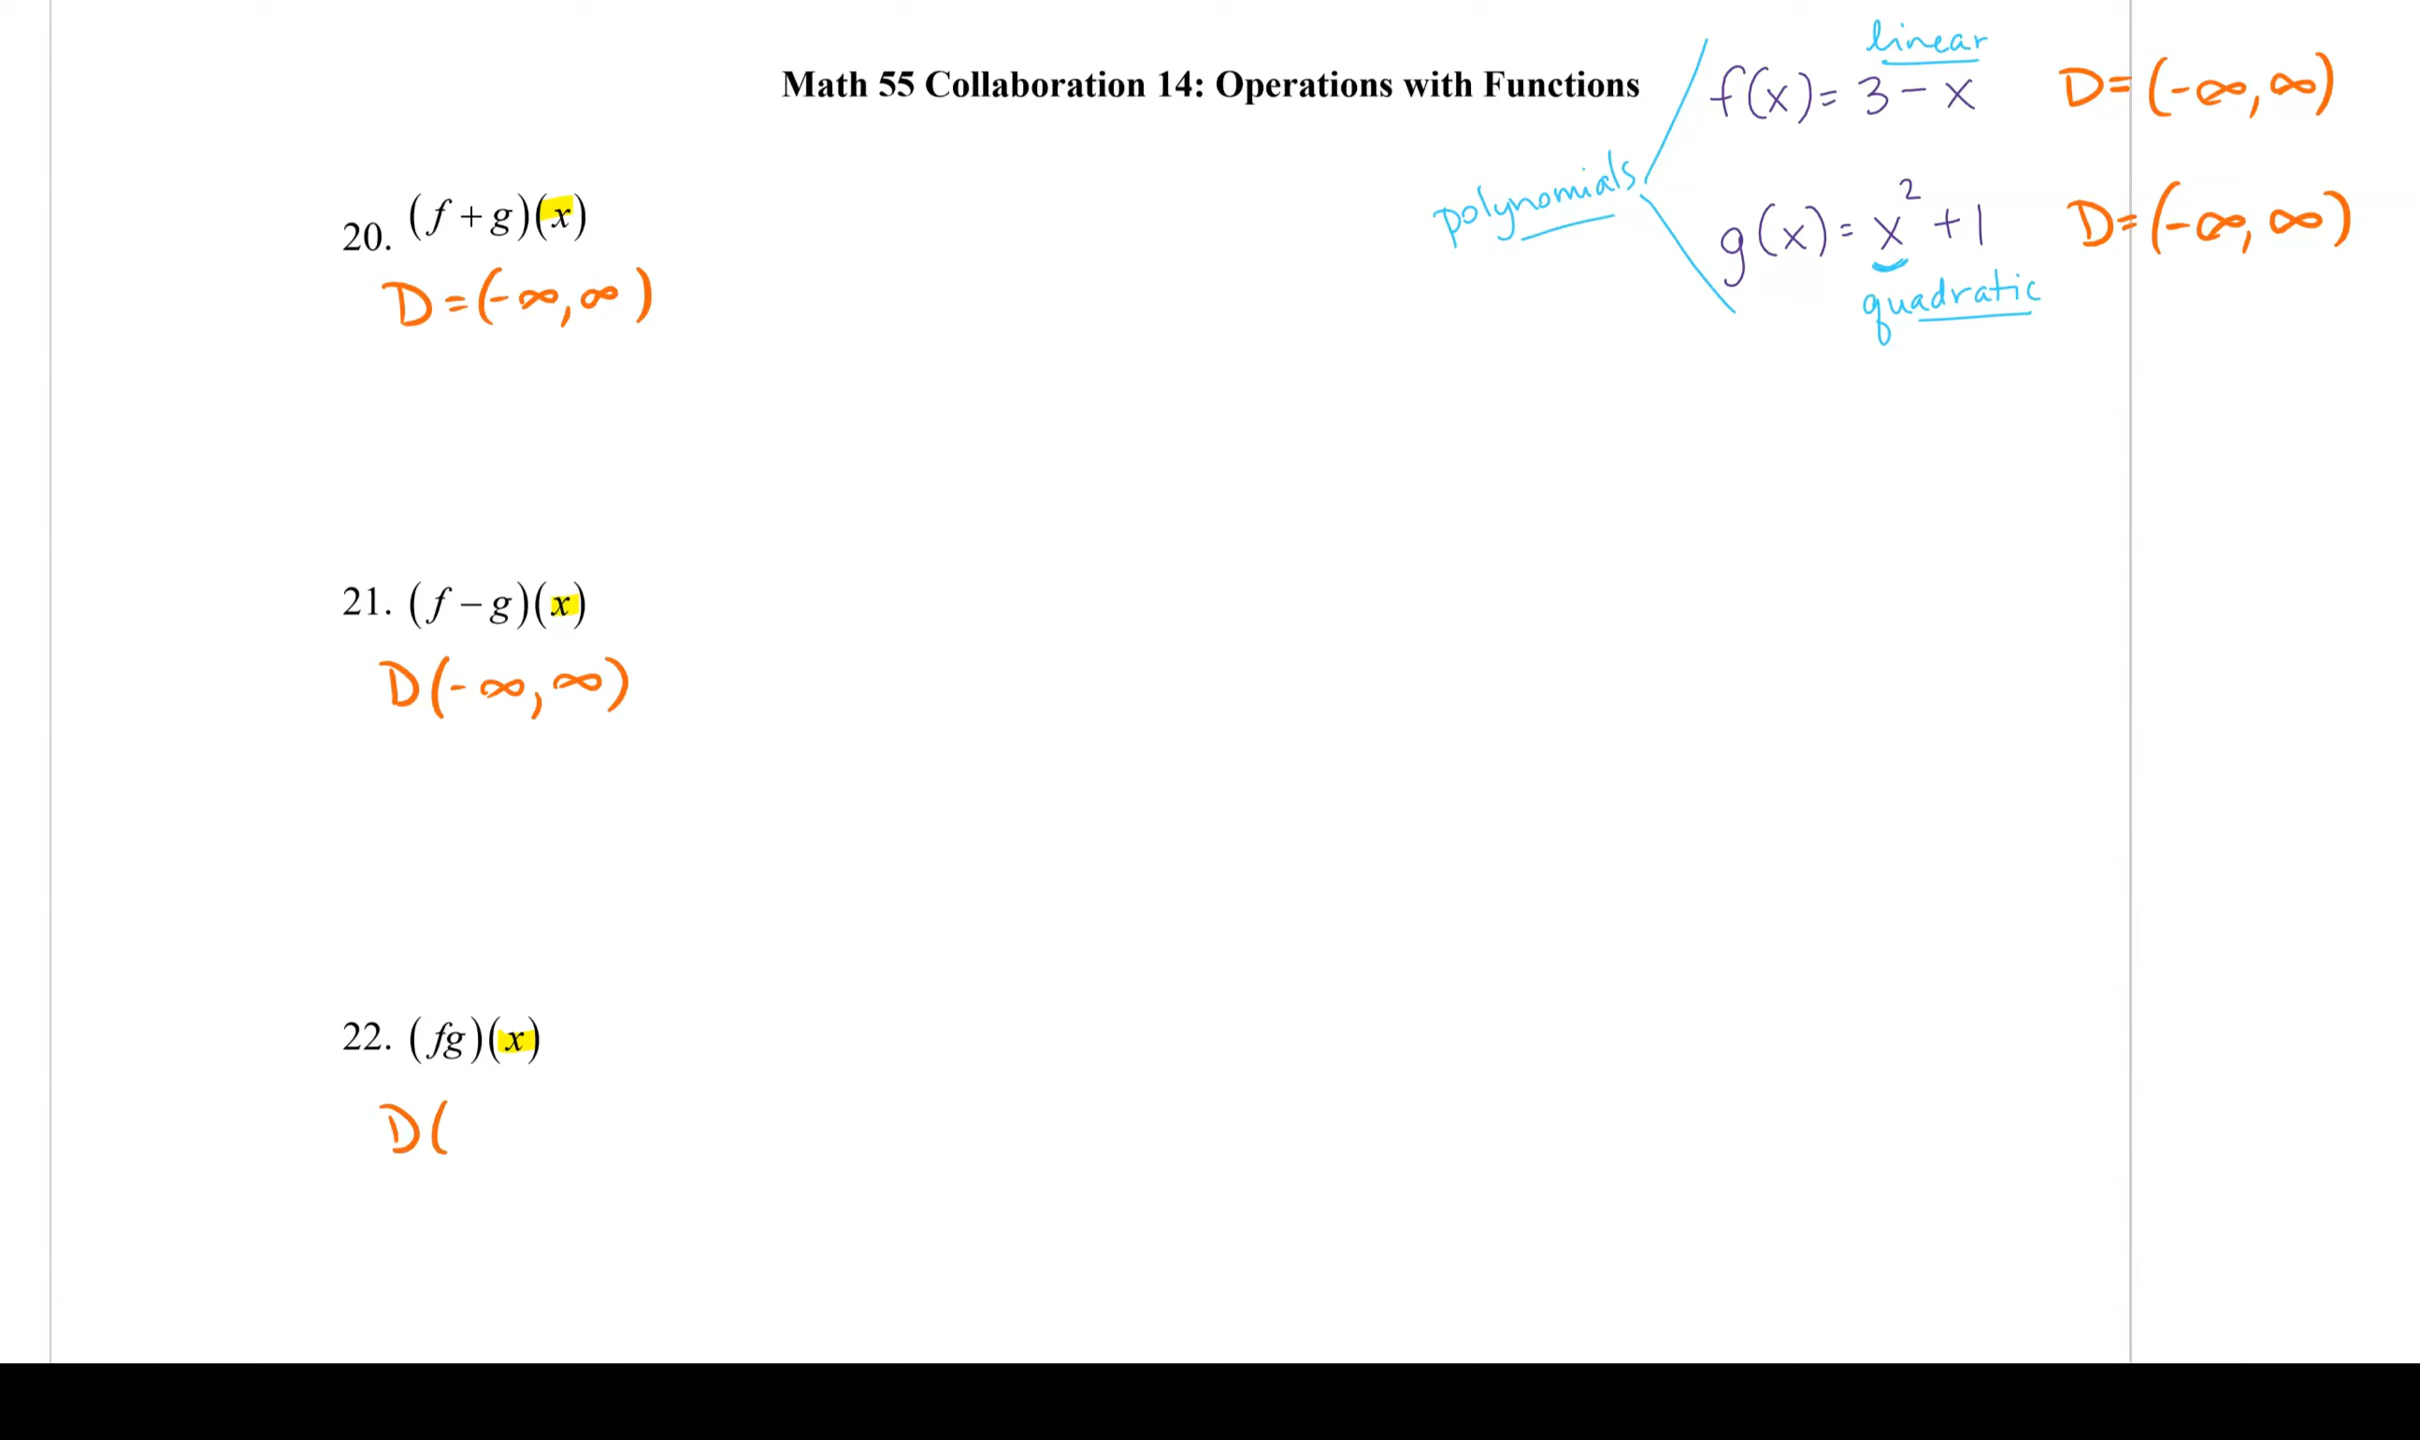 linear
Math 55 Collaboration 14: Operations with Functions
f(x) = 3 - x D = (-∞, ∞)
polynomials
20. (f + g)(x)
g(x) = x² + 1 D = (-∞, ∞)
D = (-∞, ∞)
quadratic
21. (f − g)(x)
D (-∞, ∞)
22. (fg)(x)
D (